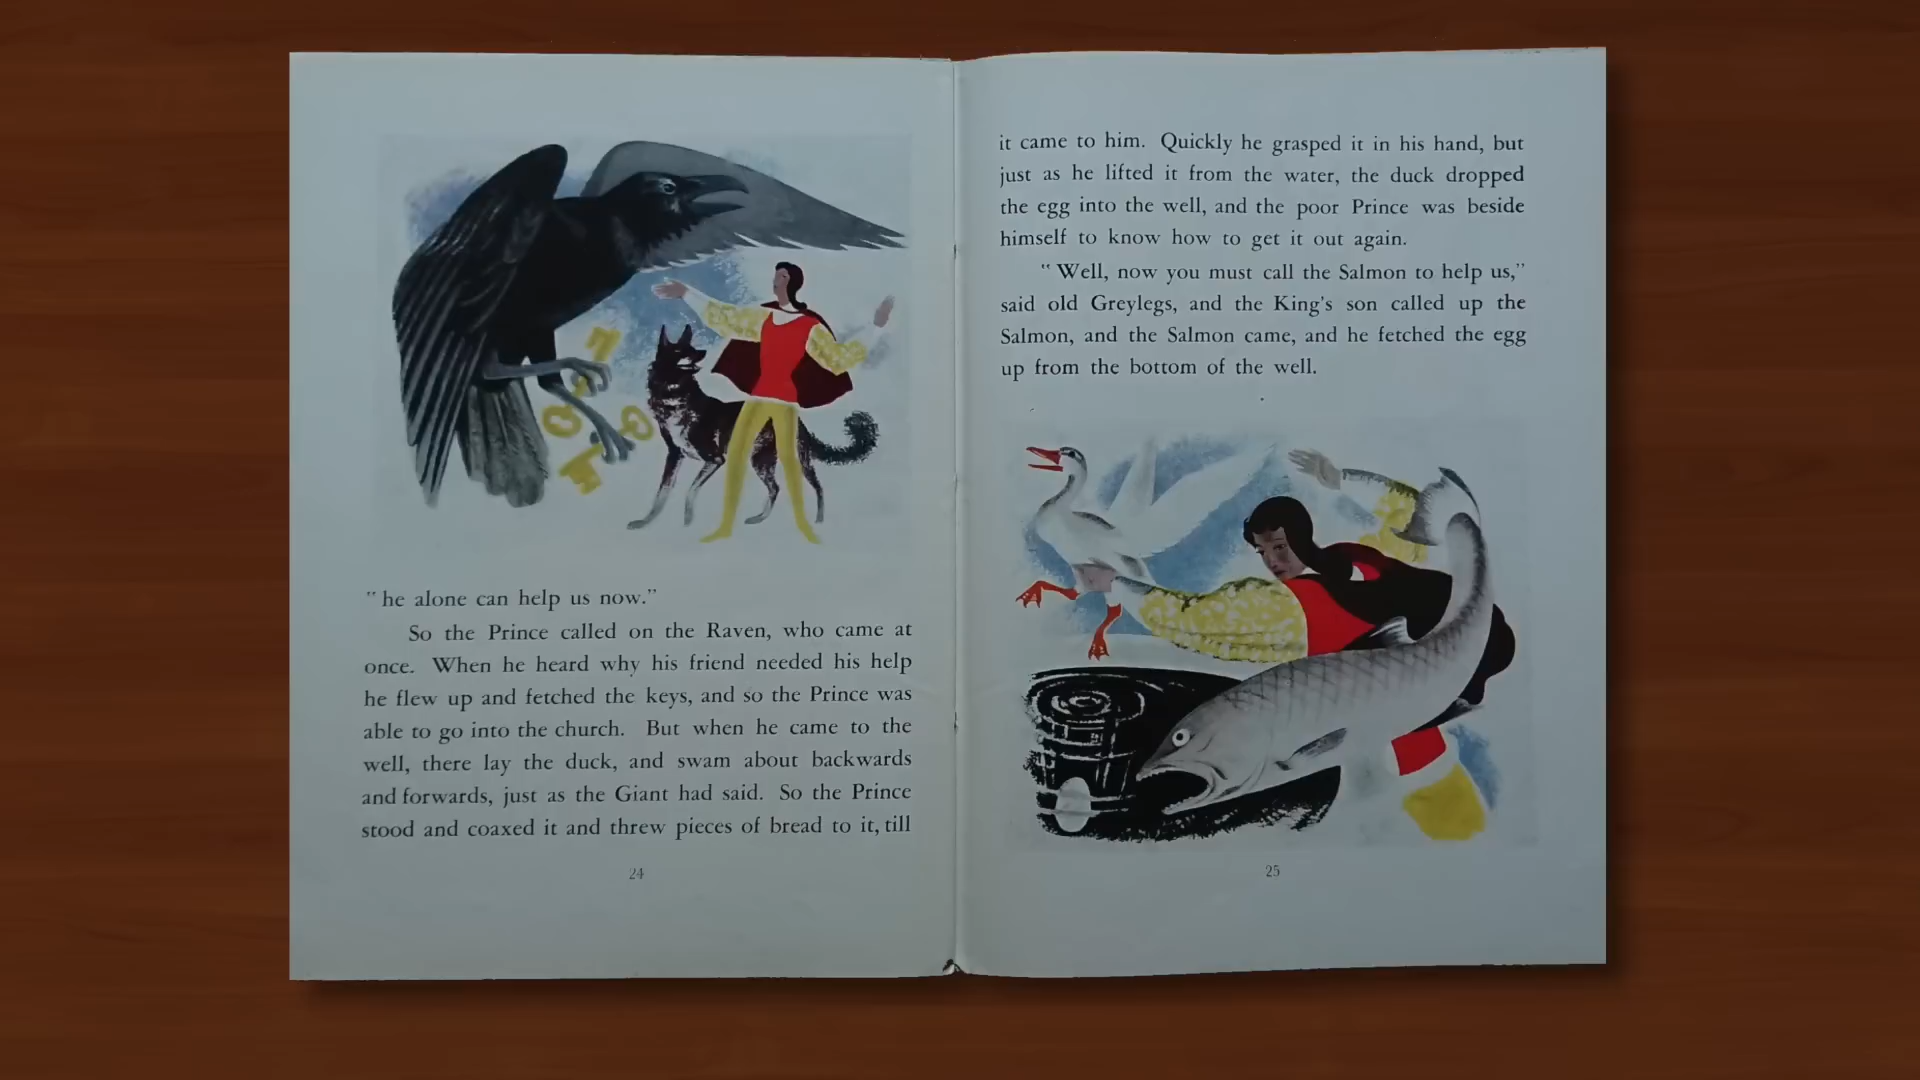 "he alone can help us now."
So the Prince called on the Raven, who came at
once. When he heard why his friend needed his help
he flew up and fetched the keys, and so the Prince was
able to go into the church. But when he came to the
well, there lay the duck, and swam about backwards
and forwards, just as the Giant had said. So the Prince
stood and coaxed it and threw pieces of bread to it, till
24
it came to him. Quickly he grasped it in his hand, but
just as he lifted it from the water, the duck dropped
the egg into the well, and the poor Prince was beside
himself to know how to get it out again.
"Well, now you must call the Salmon to help us,"
said old Greylegs, and the King's son called up the
Salmon, and the Salmon came, and he fetched the egg
up from the bottom of the well.
25